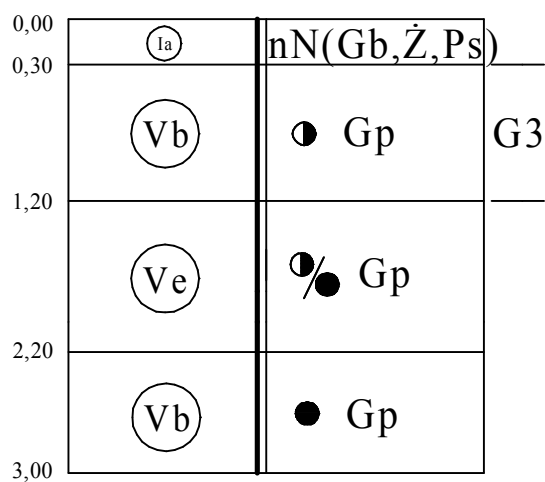 0,00
Ia nN(Gb,Ż,Ps)
0,30
Vb Gp G3
1,20
Ve Gp
2,20
Vb Gp
3,00